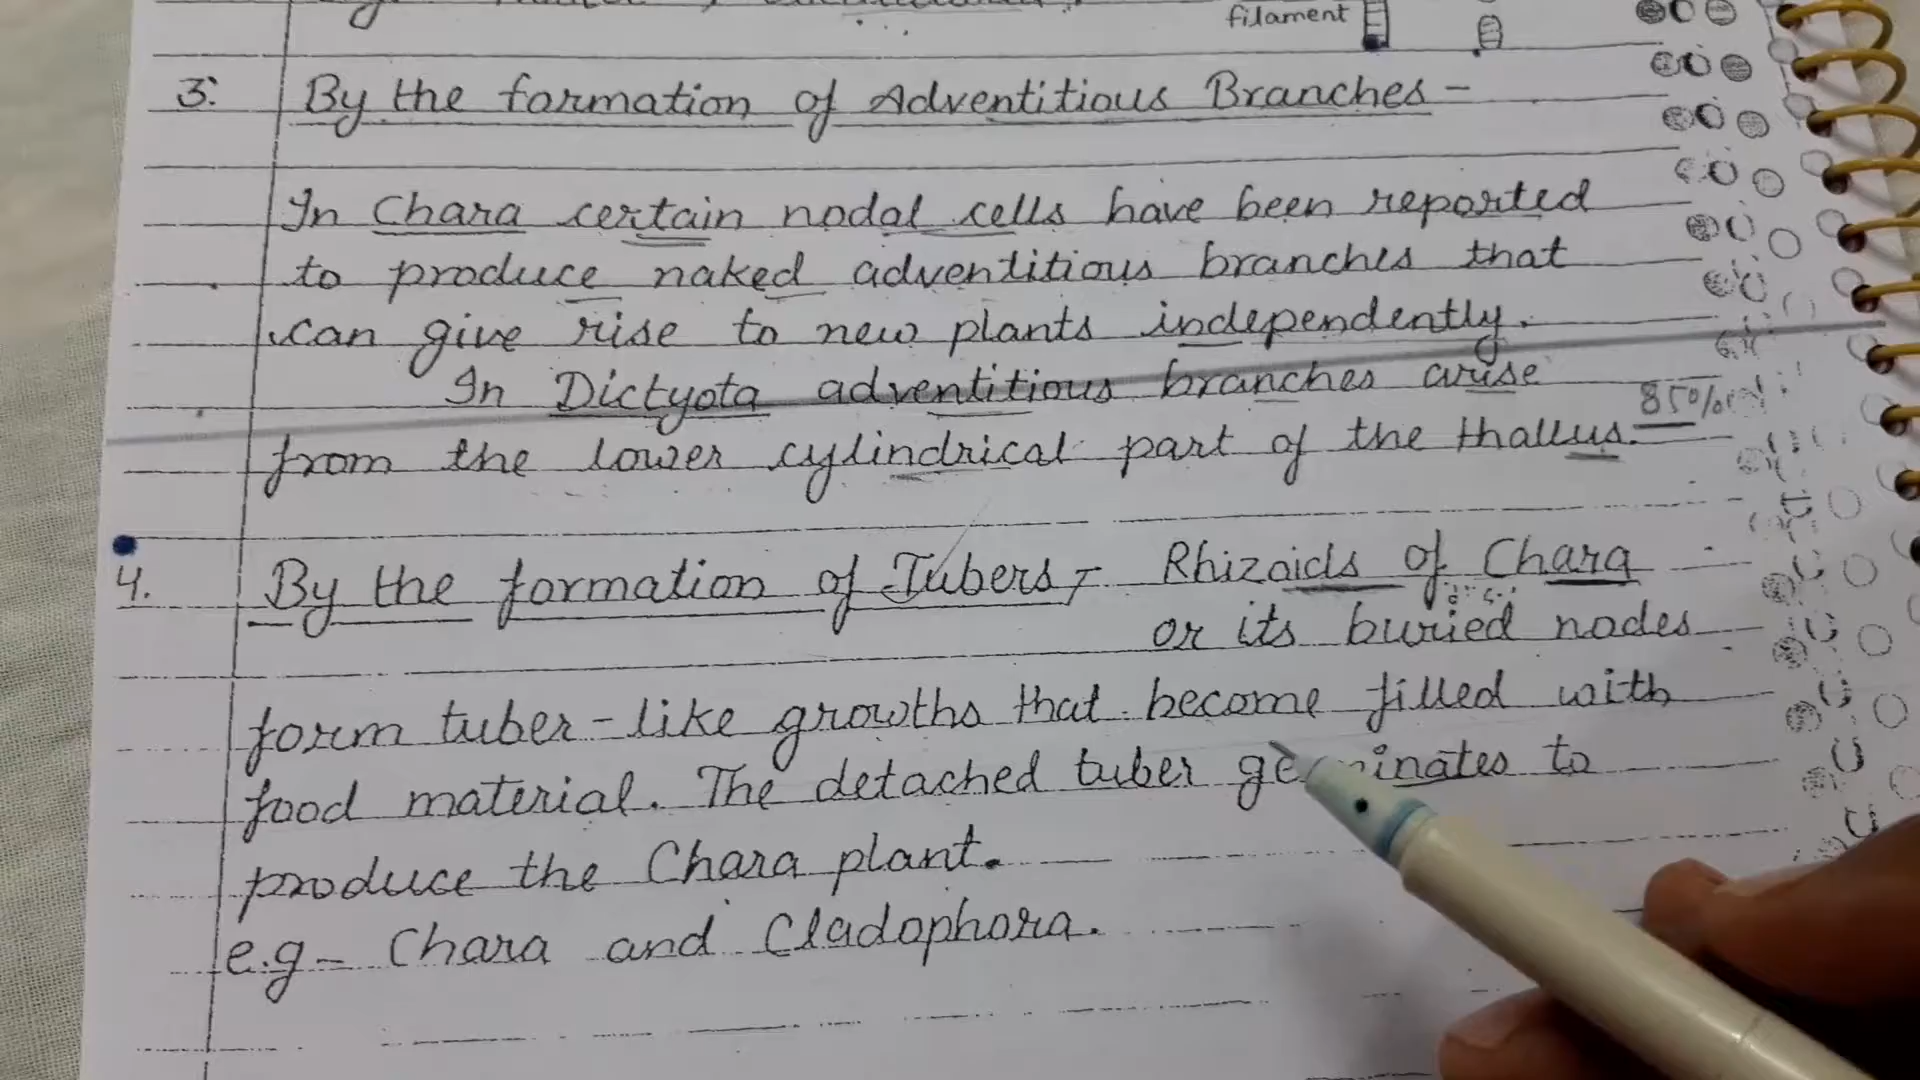 filament
3. By the formation of Adventitious Branches-
In Chara certain nodal cells have been reported
to produce naked adventitious branches that
can give rise to new plants independently.
In Dictyota adventitious branches arise
85%
from the lower cylindrical part of the thallus.
4. By the formation of Tubers, - Rhizoids of Chara
or its buried nodes
form tuber-like growths that become filled with
food material. The detached tuber germinates to
produce the Chara plant.
e.g- Chara and Cladophora.